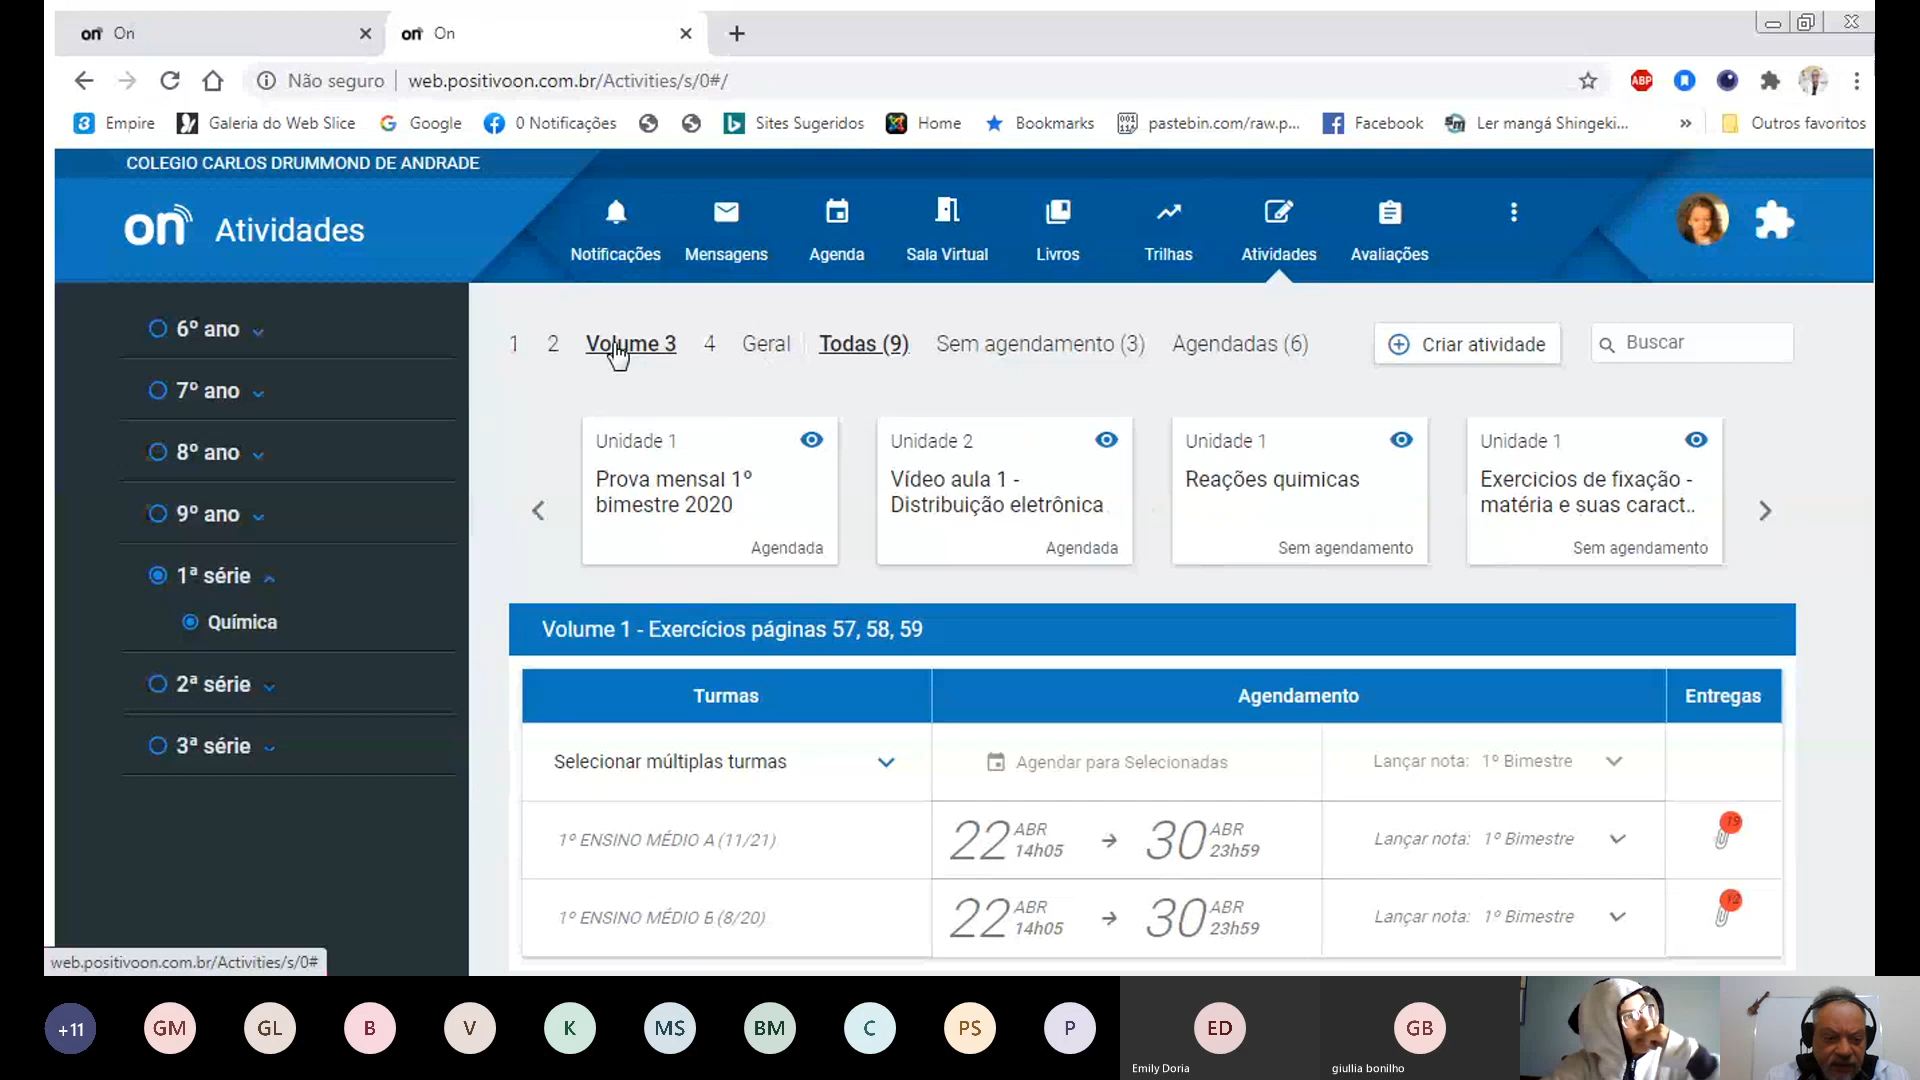 on On
on On
Não seguro web.positivoon.com.br/Activities/s/0#/
ABP
Empire Galeria do Web Slice Google 0 Notificações Sites Sugeridos Home Bookmarks pastebin.com/raw.p... Facebook Ler mangá Shingeki... » Outros favoritos
COLEGIO CARLOS DRUMMOND DE ANDRADE
on Atividades
Notificações Mensagens Agenda Sala Virtual Livros Trilhas Atividades Avaliações
6º ano
7º ano
8º ano
9º ano
1ª série
Química
2ª série
3ª série
1 2 Volume 3 4 Geral Todas (9) Sem agendamento (3) Agendadas (6) Criar atividade Buscar
Unidade 1
Prova mensal 1º
bimestre 2020
Agendada
Unidade 2
Vídeo aula 1 -
Distribuição eletrônica
Agendada
Unidade 1
Reações quimicas
Sem agendamento
Unidade 1
Exercicios de fixação -
matéria e suas caract..
Sem agendamento
Volume 1 - Exercícios páginas 57, 58, 59
Turmas Agendamento Entregas
Selecionar múltiplas turmas Agendar para Selecionadas Lançar nota: 1º Bimestre
1º ENSINO MÉDIO A (11/21) 22 ABR 14h05 → 30 ABR 23h59 Lançar nota: 1º Bimestre 19
1º ENSINO MÉDIO B (8/20) 22 ABR 14h05 → 30 ABR 23h59 Lançar nota: 1º Bimestre 12
web.positivoon.com.br/Activities/s/0#
+11 GM GL B V K MS BM C PS P ED GB
Emily Doria giullia bonilho